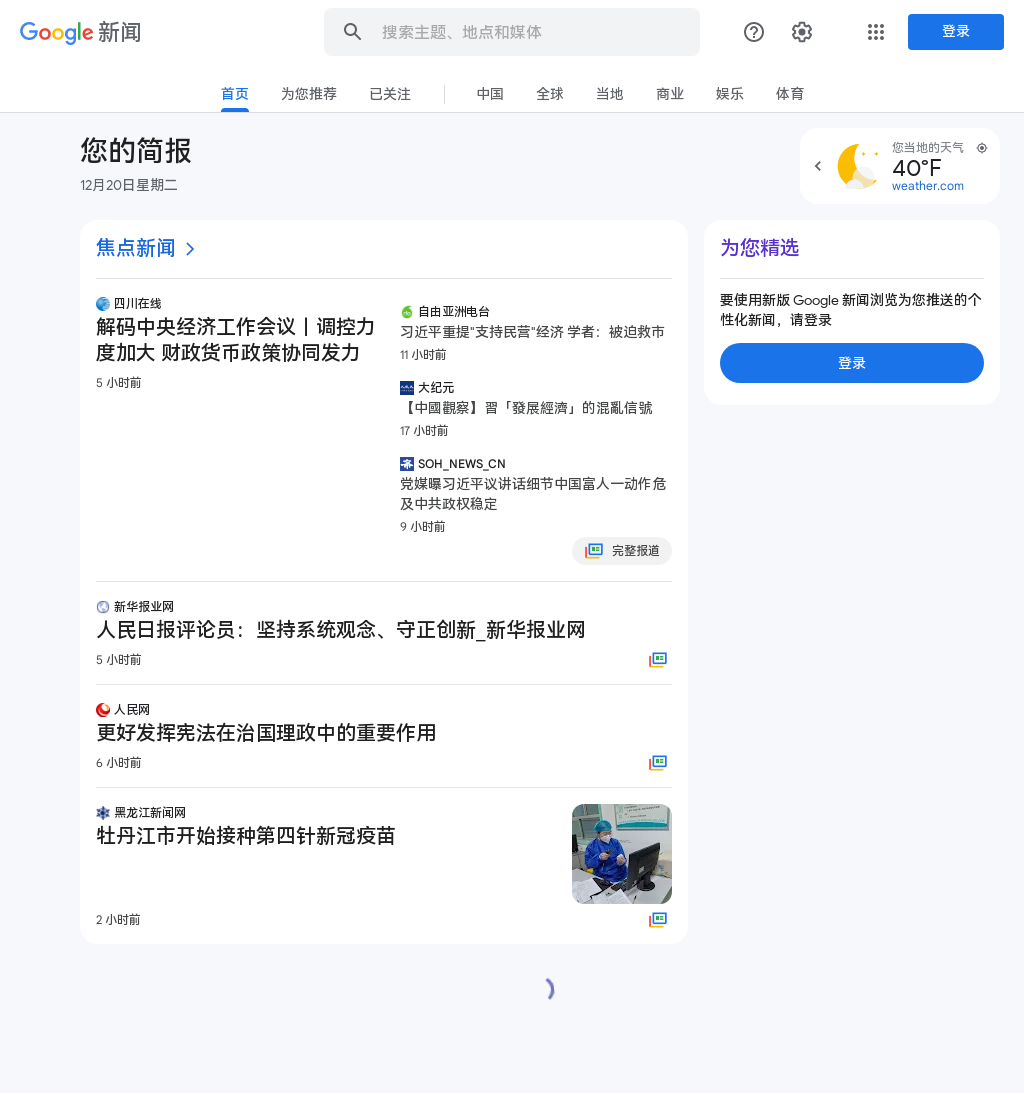 Google 新闻
搜索主题、地点和媒体
登录
首页
为您推荐
已关注
中国
全球
当地
商业
娱乐
体育
您的简报
12月20日星期二
您当地的天气
40°F
weather.com
焦点新闻
四川在线
解码中央经济工作会议丨调控力
度加大 财政货币政策协同发力
5 小时前
自由亚洲电台
习近平重提"支持民营"经济 学者：被迫救市
11 小时前
大纪元
【中國觀察】習「發展經濟」的混亂信號
17 小时前
SOH_NEWS_CN
党媒曝习近平议讲话细节中国富人一动作危
及中共政权稳定
9 小时前
完整报道
新华报业网
人民日报评论员：坚持系统观念、守正创新_新华报业网
5 小时前
人民网
更好发挥宪法在治国理政中的重要作用
6 小时前
黑龙江新闻网
牡丹江市开始接种第四针新冠疫苗
2 小时前
为您精选
要使用新版 Google 新闻浏览为您推送的个
性化新闻，请登录
登录